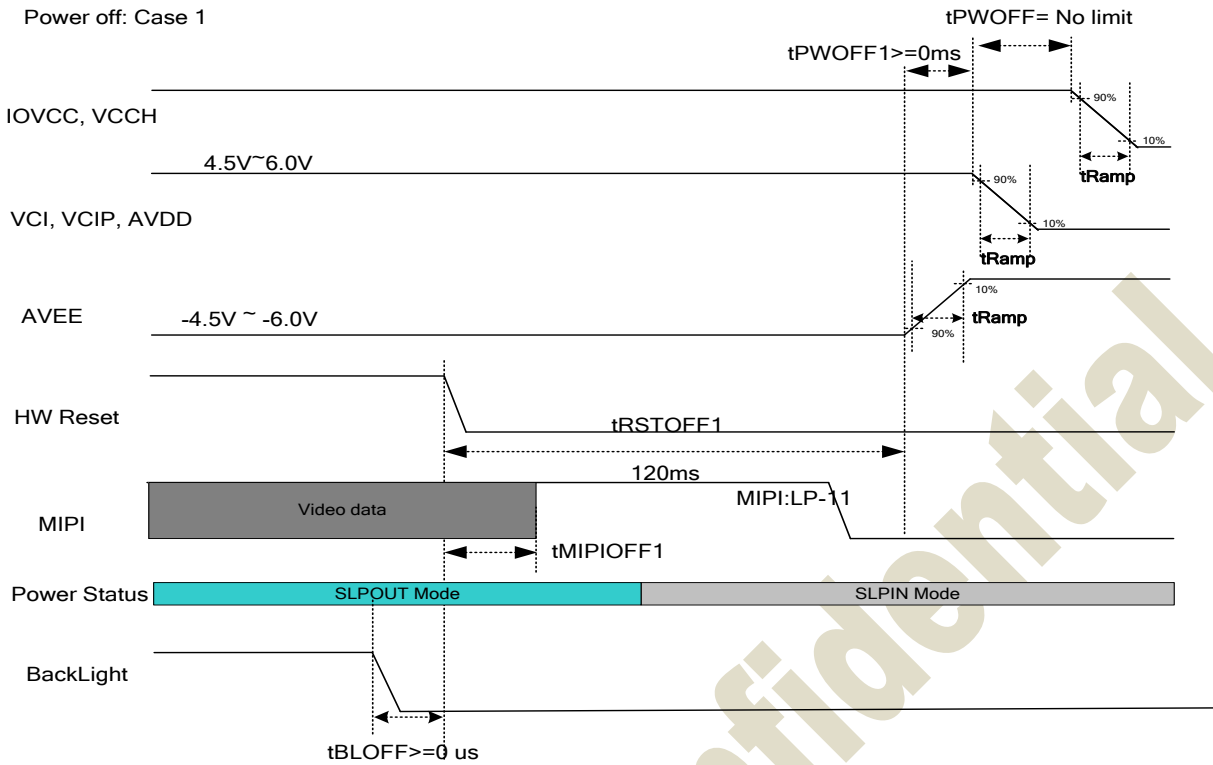 Power off: Case 1
tPWOFF= No limit
tPWOFF1>=0ms
IOVCC, VCCH
90%
10%
tRamp
4.5V~6.0V
VCI, VCIP, AVDD
90%
10%
tRamp
AVEE
-4.5V ~ -6.0V
10%
90%
tRamp
HW Reset
tRSTOFF1
120ms
MIPI
Video data
MIPI:LP-11
tMIPIOFF1
Power Status
SLPOUT Mode
SLPIN Mode
BackLight
tBLOFF>=0 us
nfidential